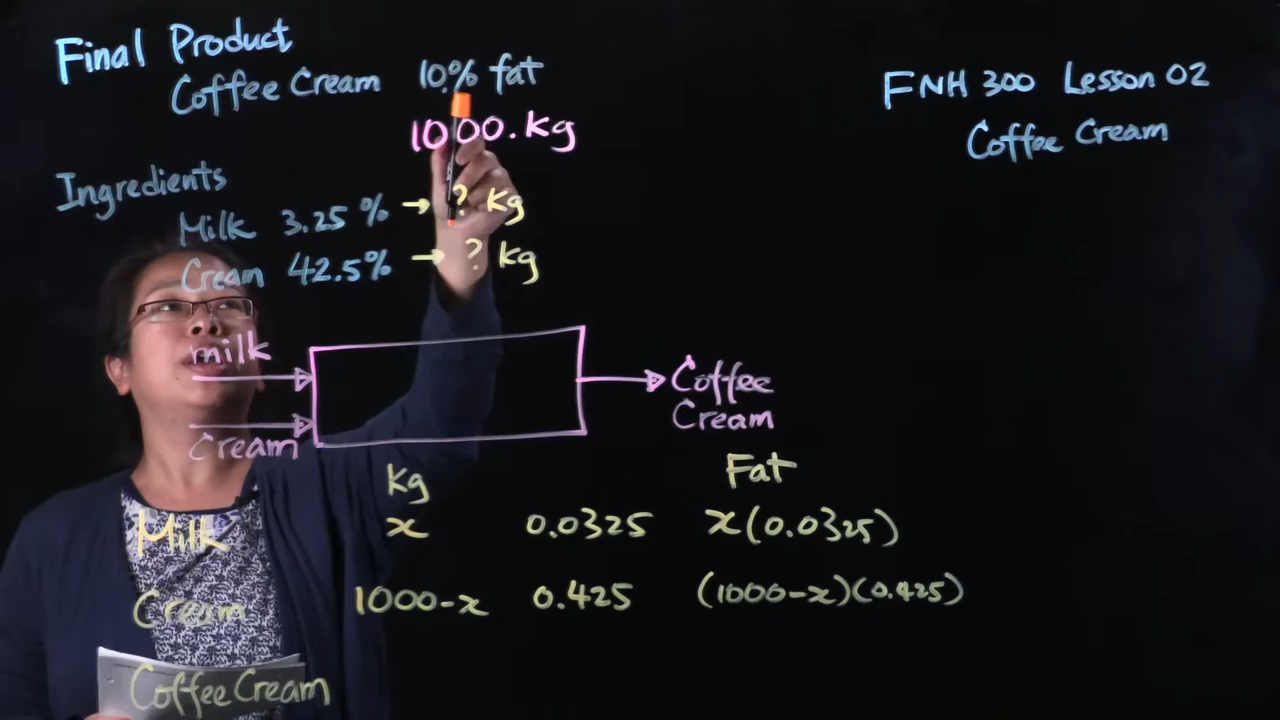 Final Product
Coffee Cream 10% fat
1000. Kg
Ingredients
Milk 3.25% → ? Kg
Cream 42.5% → ? Kg
FNH 300 Lesson 02
Coffee Cream
milk
Cream
Coffee
Cream
Kg Fat
Milk x 0.0325 x(0.0325)
Cream 1000-x 0.425 (1000-x)(0.425)
Coffee Cream